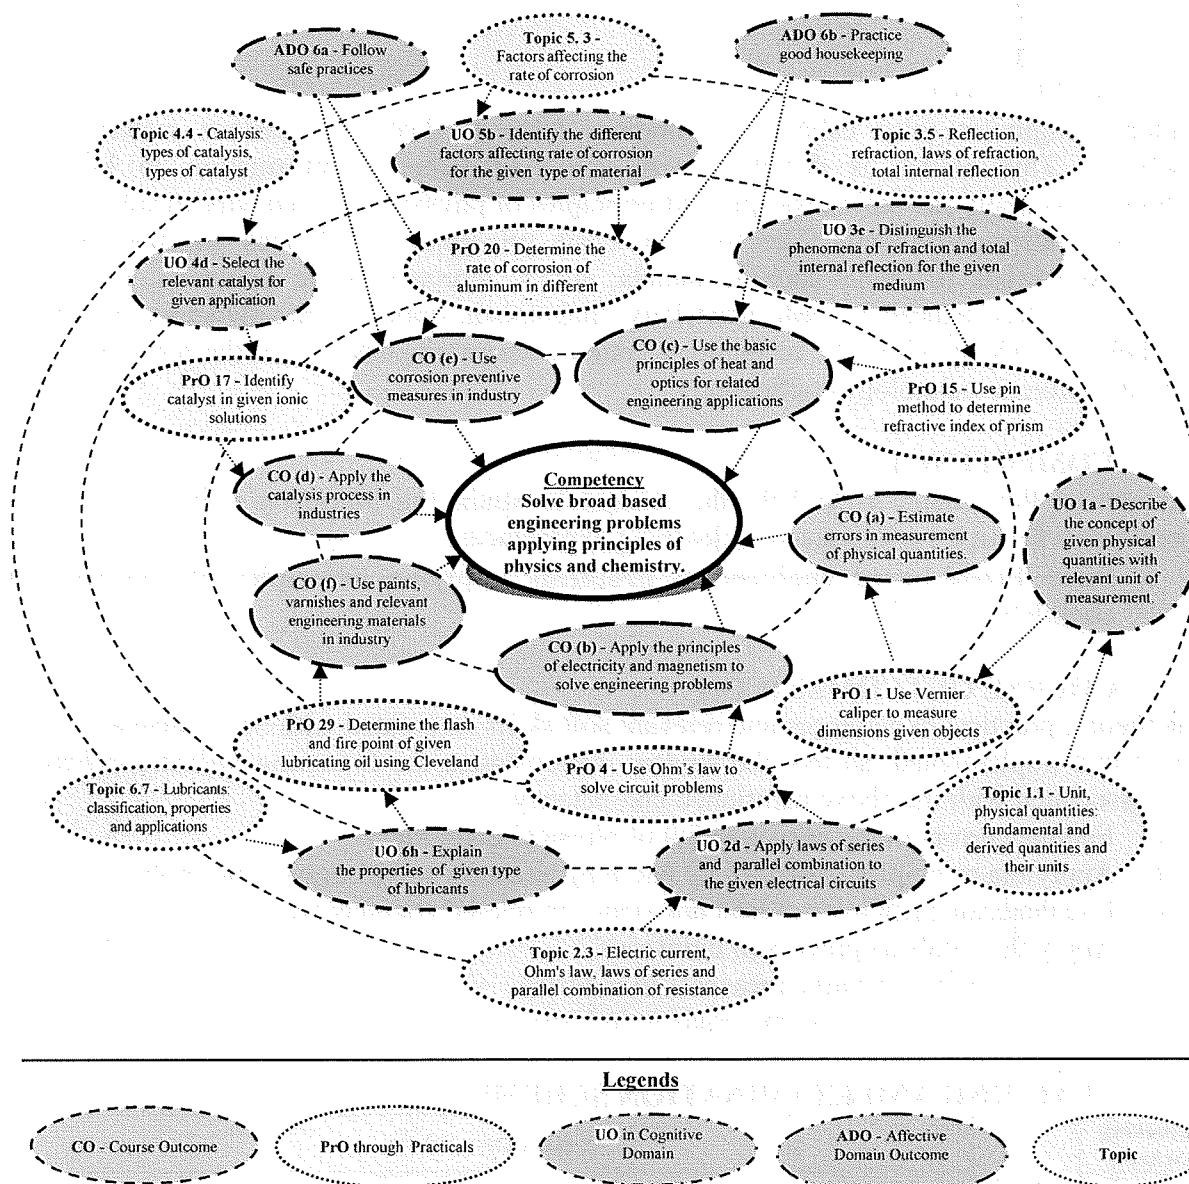 ADO 6a - Follow
safe practices
Topic 5. 3 -
Factors affecting the
rate of corrosion
ADO 6b - Practice
good housekeeping
Topic 4.4 - Catalysis:
types of catalysis,
types of catalyst
UO 5b - Identify the different
factors affecting rate of corrosion
for the given type of material
Topic 3.5 - Reflection,
refraction, laws of refraction,
total internal reflection
UO 4d - Select the
relevant catalyst for
given application
PrO 20 - Determine the
rate of corrosion of
aluminum in different
UO 3e - Distinguish the
phenomena of refraction and total
internal reflection for the given
medium
PrO 17 - Identify
catalyst in given ionic
solutions
CO (e) - Use
corrosion preventive
measures in industry
CO (c) - Use the basic
principles of heat and
optics for related
engineering applications
PrO 15 - Use pin
method to determine
refractive index of prism
CO (d) - Apply the
catalysis process in
industries
Competency
Solve broad based
engineering problems
applying principles of
physics and chemistry.
CO (a) - Estimate
errors in measurement
of physical quantities.
UO 1a - Describe
the concept of
given physical
quantities with
relevant unit of
measurement
CO (f) - Use paints,
varnishes and relevant
engineering materials
in industry
CO (b) - Apply the principles
of electricity and magnetism to
solve engineering problems
PrO 1 - Use Vernier
caliper to measure
dimensions given objects
PrO 29 - Determine the flash
and fire point of given
lubricating oil using Cleveland
PrO 4 - Use Ohm's law to
solve circuit problems
Topic 6.7 - Lubricants:
classification, properties
and applications
Topic 1.1 - Unit,
physical quantities:
fundamental and
derived quantities and
their units
UO 6h - Explain
the properties of given type
of lubricants
UO 2d - Apply laws of series
and parallel combination to
the given electrical circuits
Topic 2.3 - Electric current,
Ohm's law, laws of series and
parallel combination of resistance
Legends
CO - Course Outcome
PrO through Practicals
UO in Cognitive
Domain
ADO - Affective
Domain Outcome
Topic